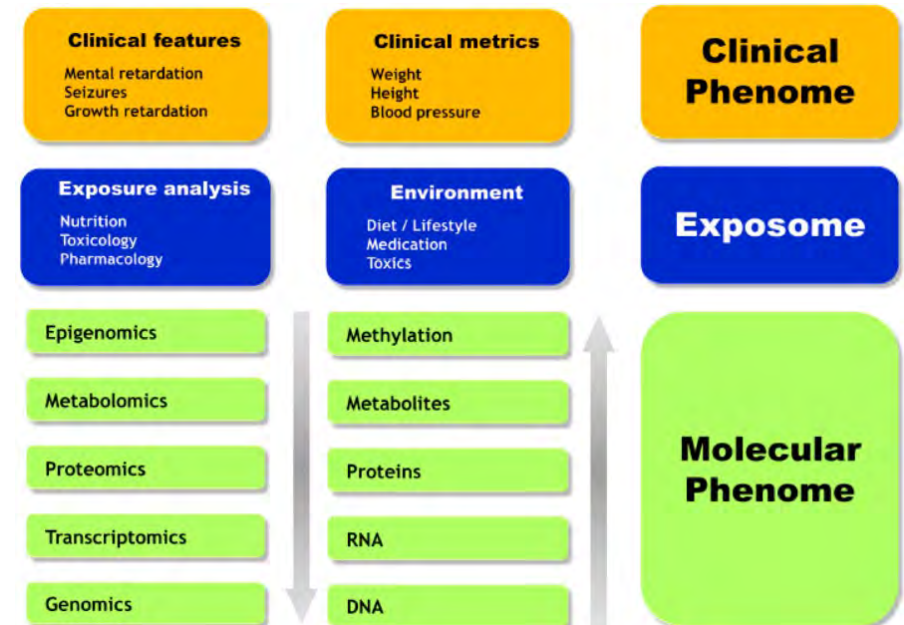 Clinical features
Mental retardation
Seizures
Growth retardation
Clinical metrics
Weight
Height
Blood pressure
Clinical
Phenome
Exposure analysis
Nutrition
Toxicology
Pharmacology
Environment
Diet / Lifestyle
Medication
Toxics
Exposome
Epigenomics
Methylation
Metabolomics
Metabolites
Proteomics
Proteins
Transcriptomics
RNA
Genomics
DNA
Molecular
Phenome